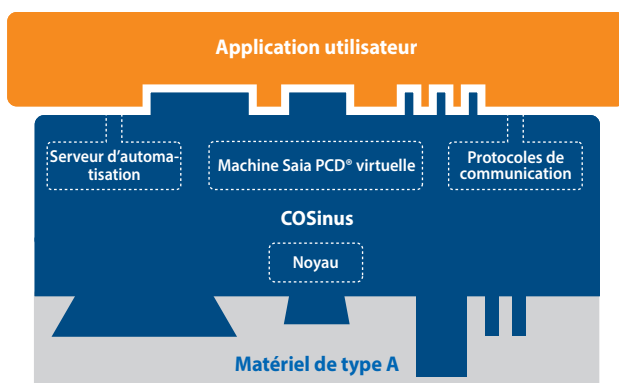 Application utilisateur
Serveur d'automa-
tisation
Machine Saia PCD® virtuelle
Protocoles de
communication
COSinus
Noyau
Matériel de type A